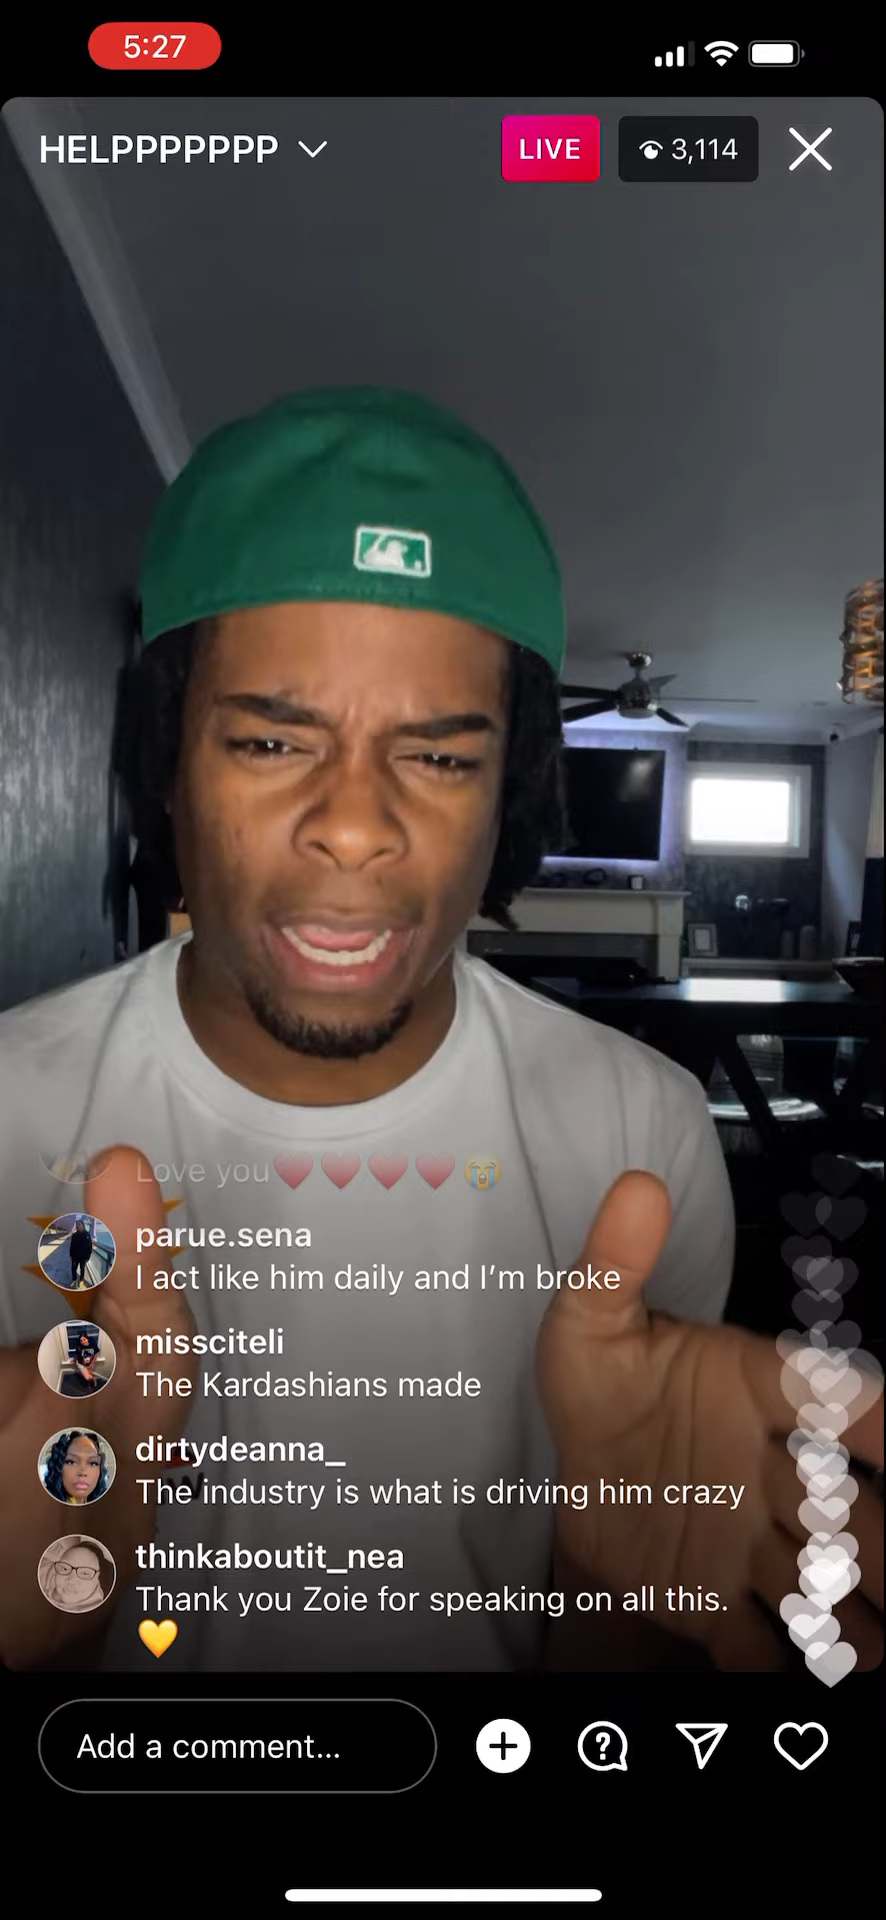 5:27
HELPPPPPPP
LIVE
3,114
Love you❤️❤️❤️❤️😭
parue.sena
I act like him daily and I’m broke
missciteli
The Kardashians made
dirtydeanna_
The industry is what is driving him crazy
thinkaboutit_nea
Thank you Zoie for speaking on all this.
💛
Add a comment...